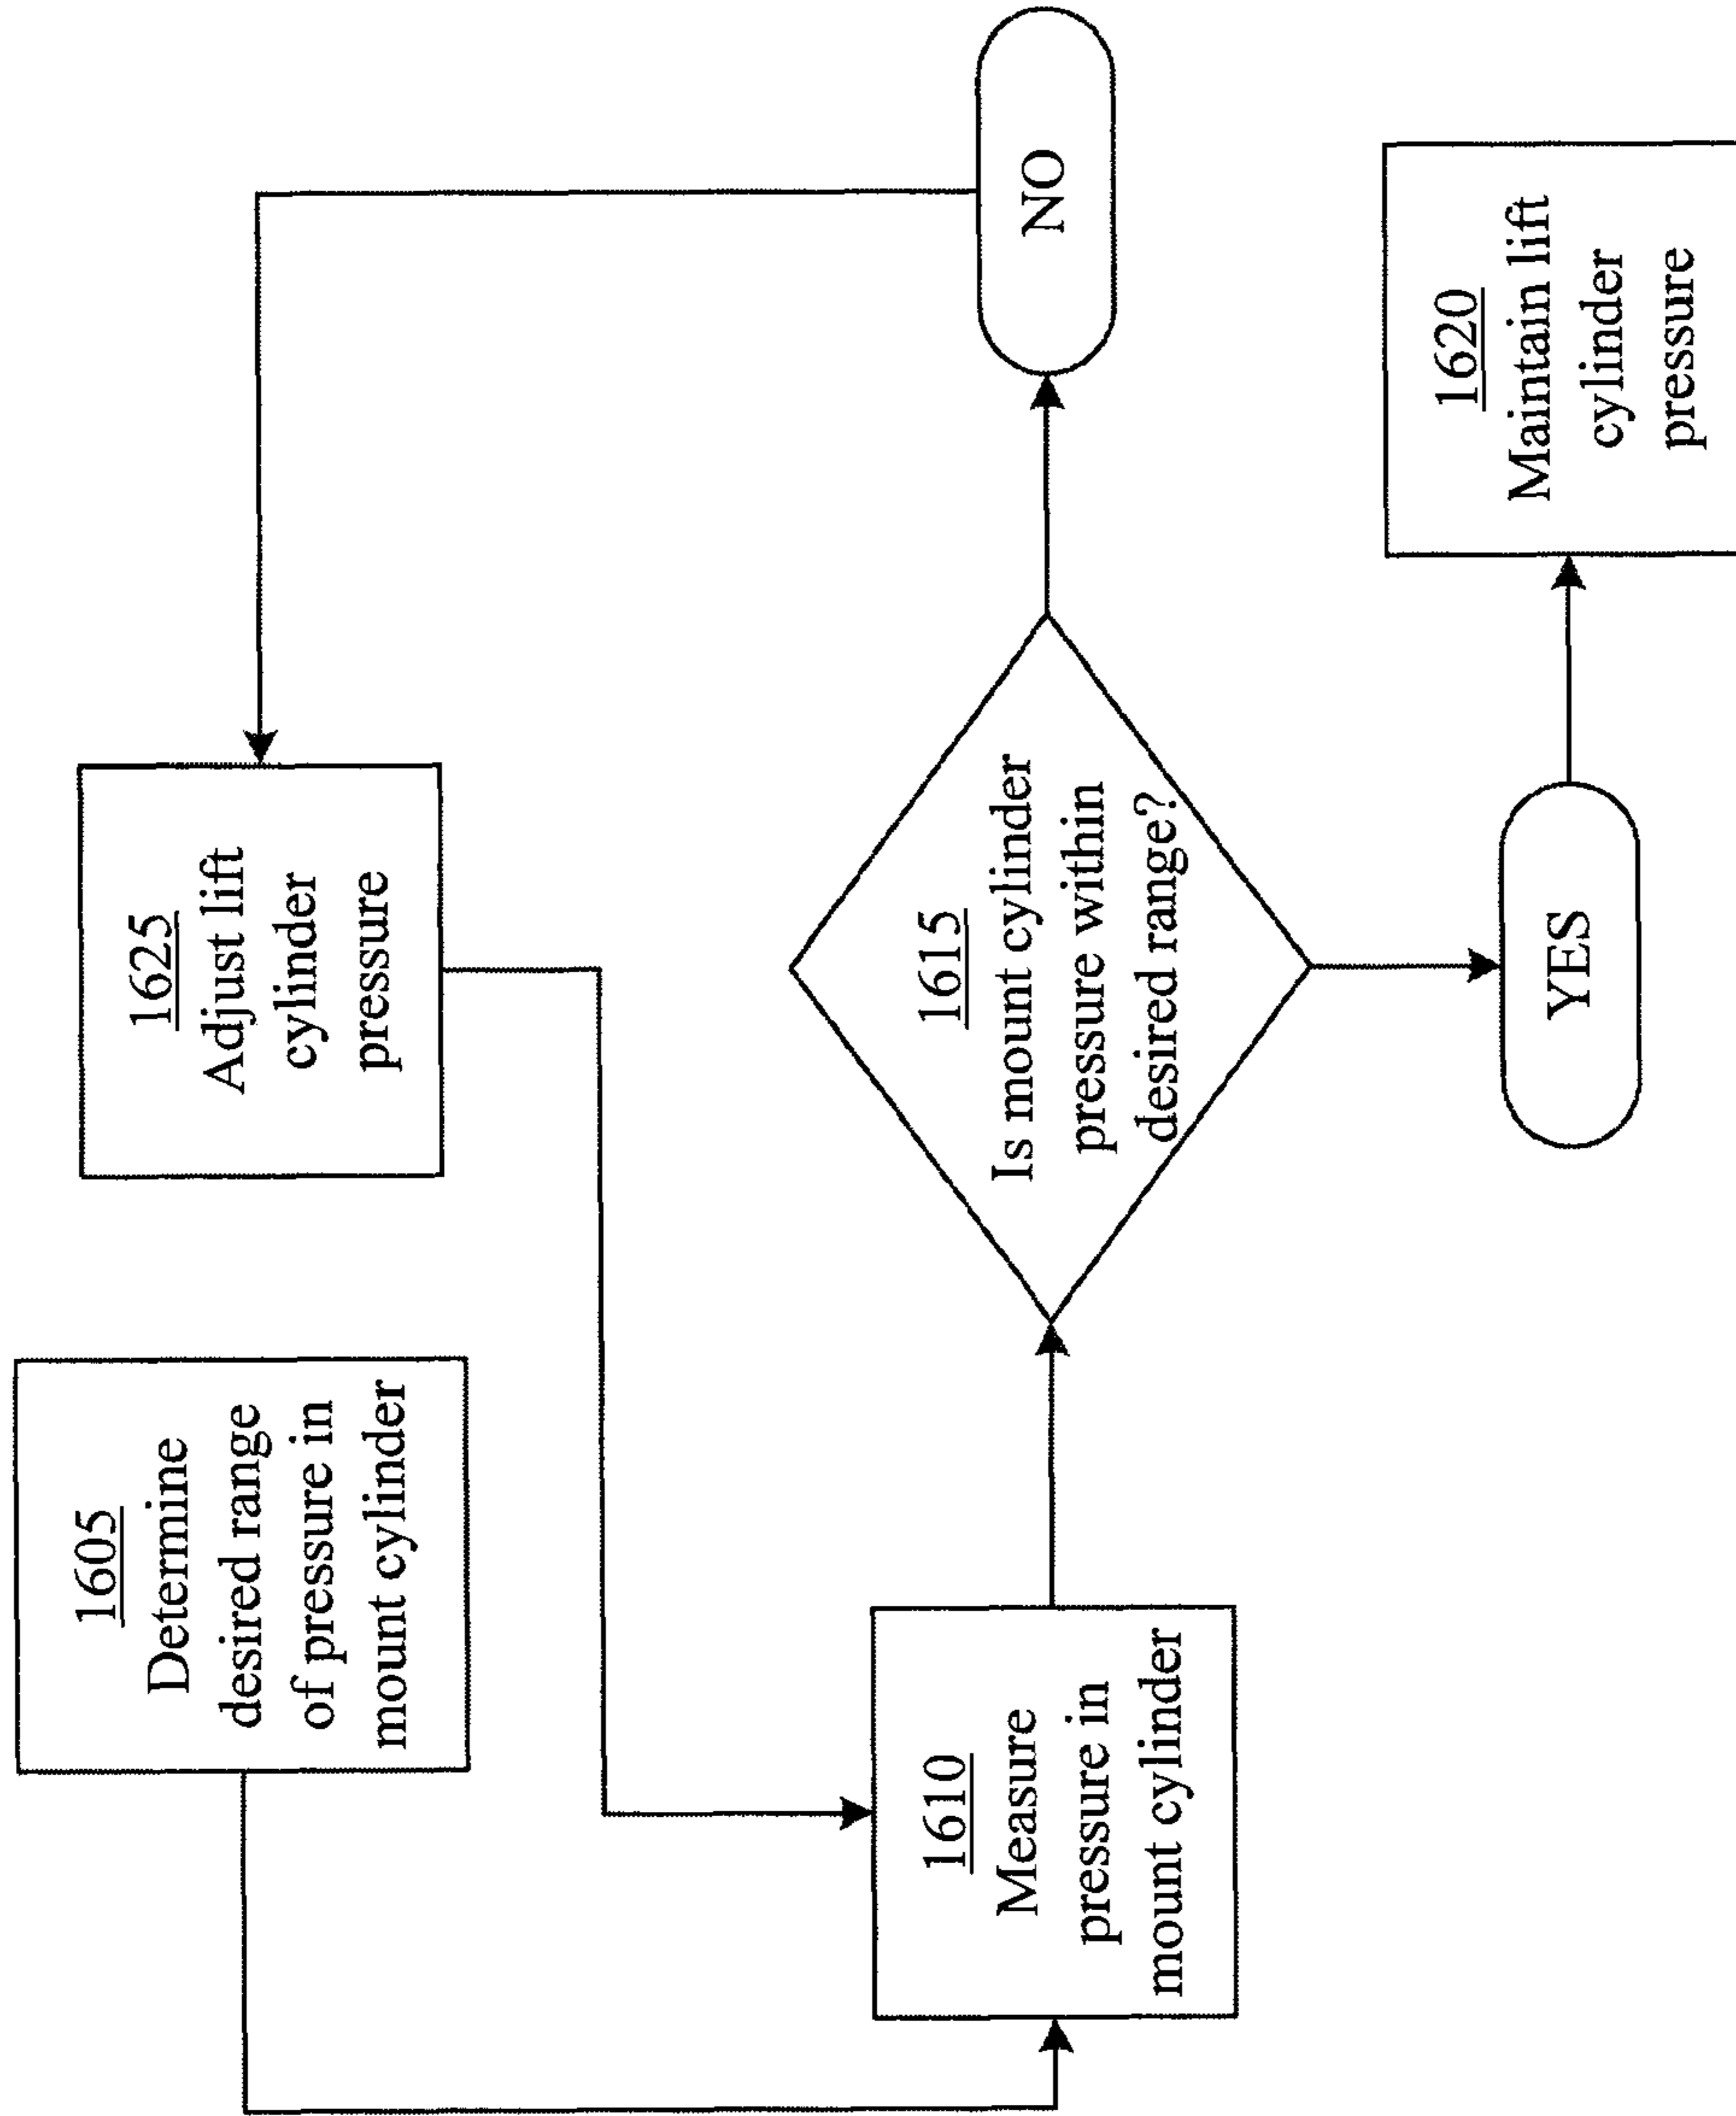 1605
Determine
desired range
of pressure in
mount cylinder
1625
Adjust lift
cylinder
pressure
1610
Measure
pressure in
mount cylinder
1615
Is mount cylinder
pressure within
desired range?
NO
YES
1620
Maintain lift
cylinder
pressure